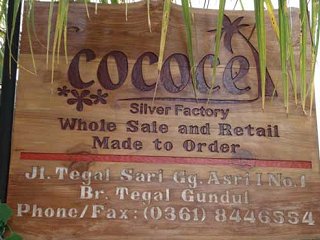 cococe
Silver Factory
Whole Sale and Retail
Made to Order
Jl. Tegal Sari Gg. Asri I No.1
Br. Tegal Gundul
Phone/Fax: (0361) 8446554